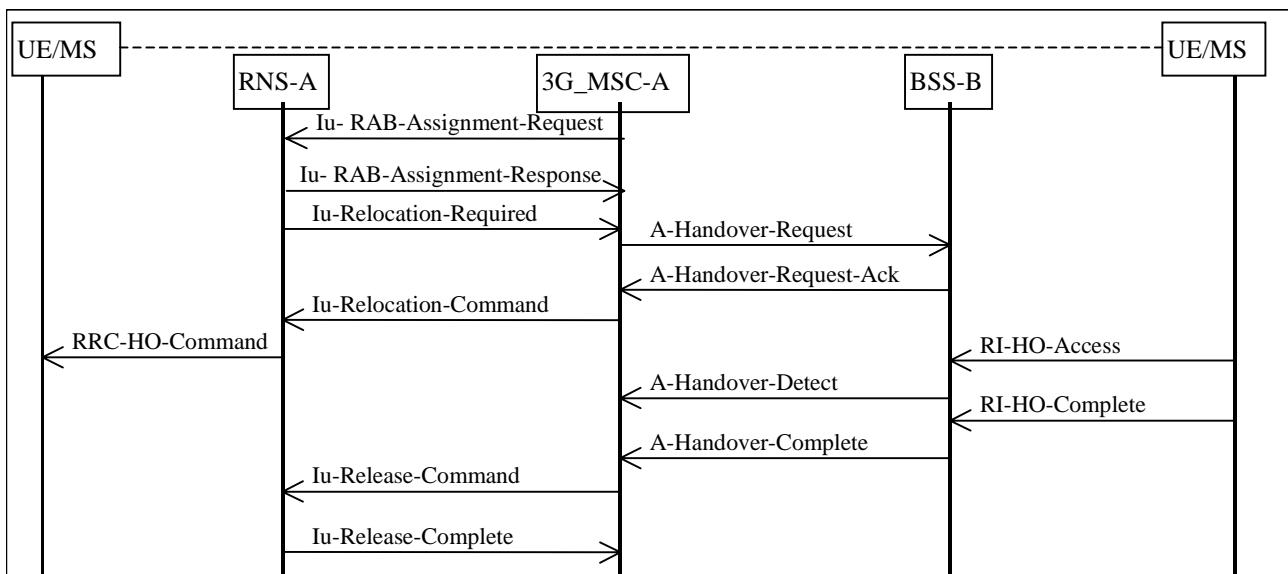 UE/MS
UE/MS
RNS-A
3G_MSC-A
BSS-B
Iu- RAB-Assignment-Request
Iu- RAB-Assignment-Response
Iu-Relocation-Required
A-Handover-Request
A-Handover-Request-Ack
Iu-Relocation-Command
RRC-HO-Command
RI-HO-Access
A-Handover-Detect
RI-HO-Complete
A-Handover-Complete
Iu-Release-Command
Iu-Release-Complete